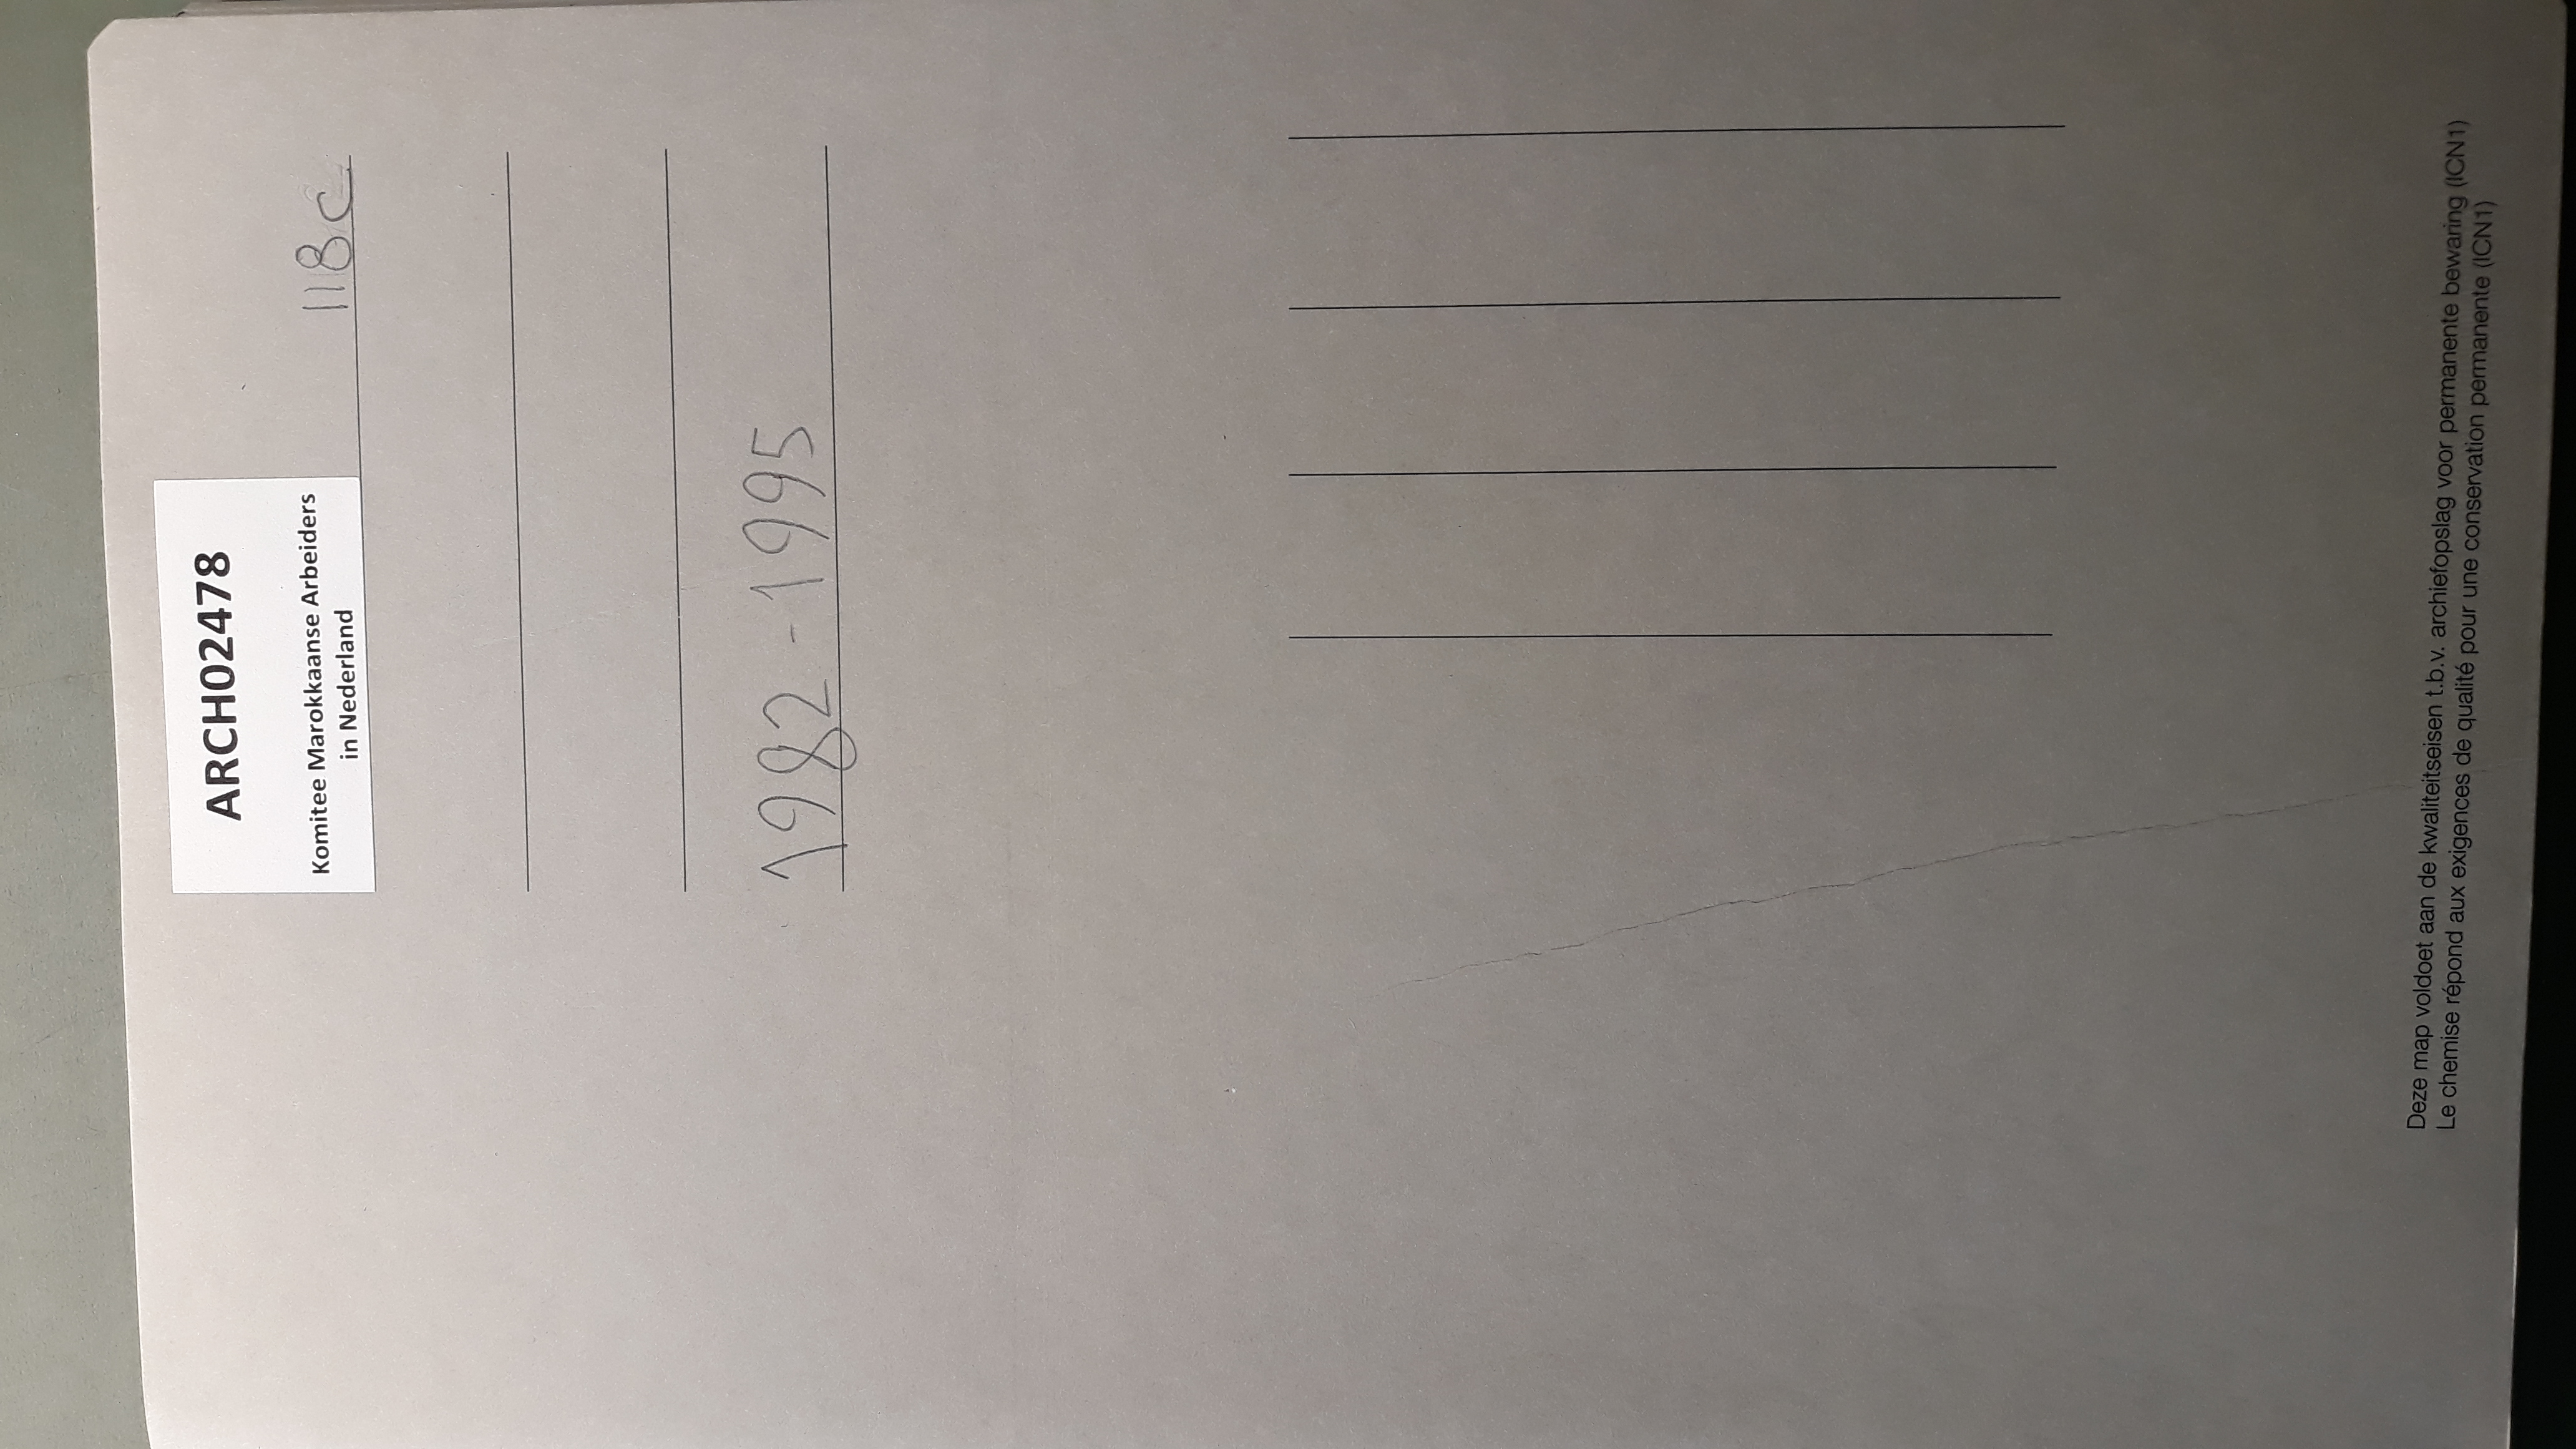 ARCH02478
Komitee Marokkaanse Arbeiders
in Nederland
118c
1982-1995
Deze map voldoet aan de kwaliteitseisen t.b.v. archiefopslag voor permanente bewaring (ICN1)
Le chemise répond aux exigences de qualité pour une conservation permanente (ICN1)